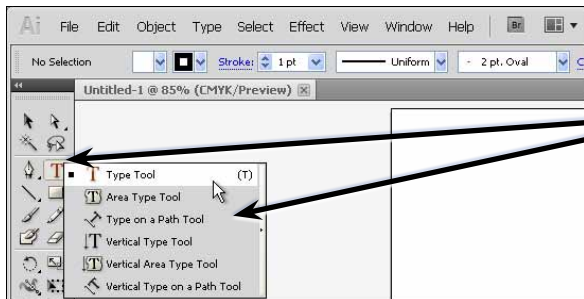 Ai File Edit Object Type Select Effect View Window Help Br
No Selection Stroke: 1 pt Uniform 2 pt. Oval
Untitled-1 @ 85% (CMYK/Preview)
T Type Tool (T)
T Area Type Tool
Type on a Path Tool
T Vertical Type Tool
T Vertical Area Type Tool
Vertical Type on a Path Tool